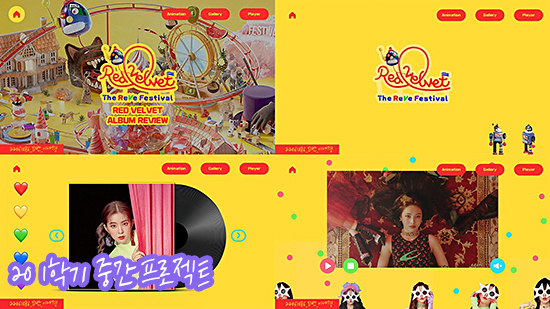 Animation
Gallery
Player
Red Velvet
The ReVe Festival
RED VELVET
ALBUM REVIEW
Animation
Gallery
Player
Red Velvet
The ReVe Festival
Animation
Gallery
Player
Animation
Gallery
Player
20 1학기 중간 프로젝트